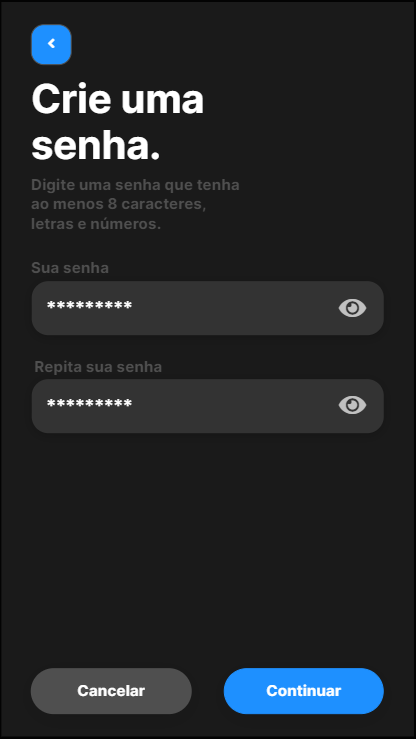 Crie uma
senha.
Digite uma senha que tenha
ao menos 8 caracteres,
letras e números.
Sua senha
*********
Repita sua senha
*********
Cancelar
Continuar